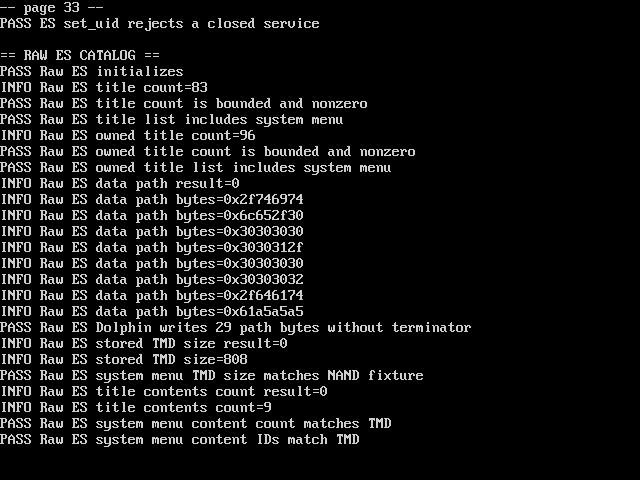 -- page 33 --
PASS ES set_uid rejects a closed service
== RAW ES CATALOG ==
PASS Raw ES initializes
INFO Raw ES title count=83
PASS Raw ES title count is bounded and nonzero
PASS Raw ES title list includes system menu
INFO Raw ES owned title count=96
PASS Raw ES owned title count is bounded and nonzero
PASS Raw ES owned title list includes system menu
INFO Raw ES data path result=0
INFO Raw ES data path bytes=0x2f746974
INFO Raw ES data path bytes=0x6c652f30
INFO Raw ES data path bytes=0x30303030
INFO Raw ES data path bytes=0x3030312f
INFO Raw ES data path bytes=0x30303030
INFO Raw ES data path bytes=0x30303032
INFO Raw ES data path bytes=0x2f646174
INFO Raw ES data path bytes=0x61a5a5a5
PASS Raw ES Dolphin writes 29 path bytes without terminator
INFO Raw ES stored TMD size result=0
INFO Raw ES stored TMD size=808
PASS Raw ES system menu TMD size matches NAND fixture
INFO Raw ES title contents count result=0
INFO Raw ES title contents count=9
PASS Raw ES system menu content count matches TMD
PASS Raw ES system menu content IDs match TMD